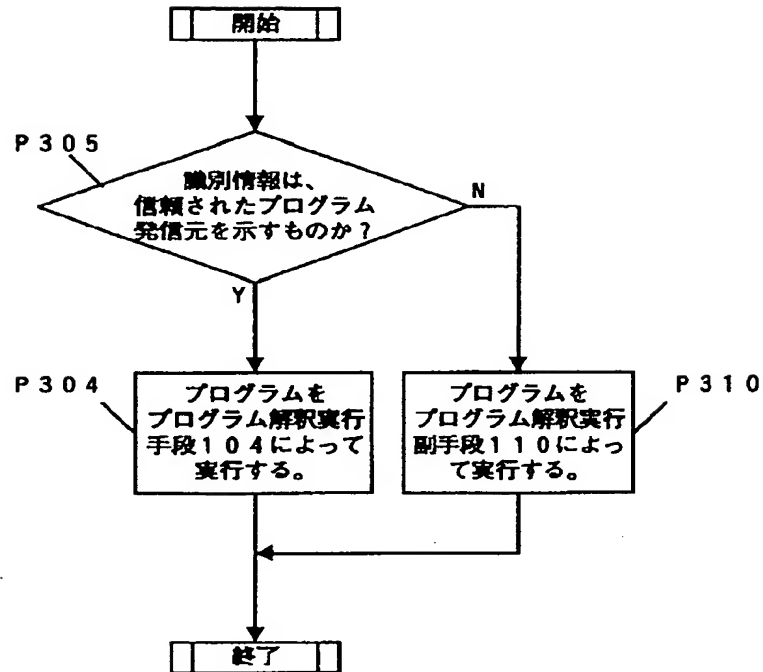 開始
P305
識別情報は、
信頼されたプログラム
発信元を示すものか?
N
Y
P304
プログラムを
プログラム解釈実行
手段104によって
実行する。
プログラムを
プログラム解釈実行
副手段110によっ
て実行する。
P310
終了